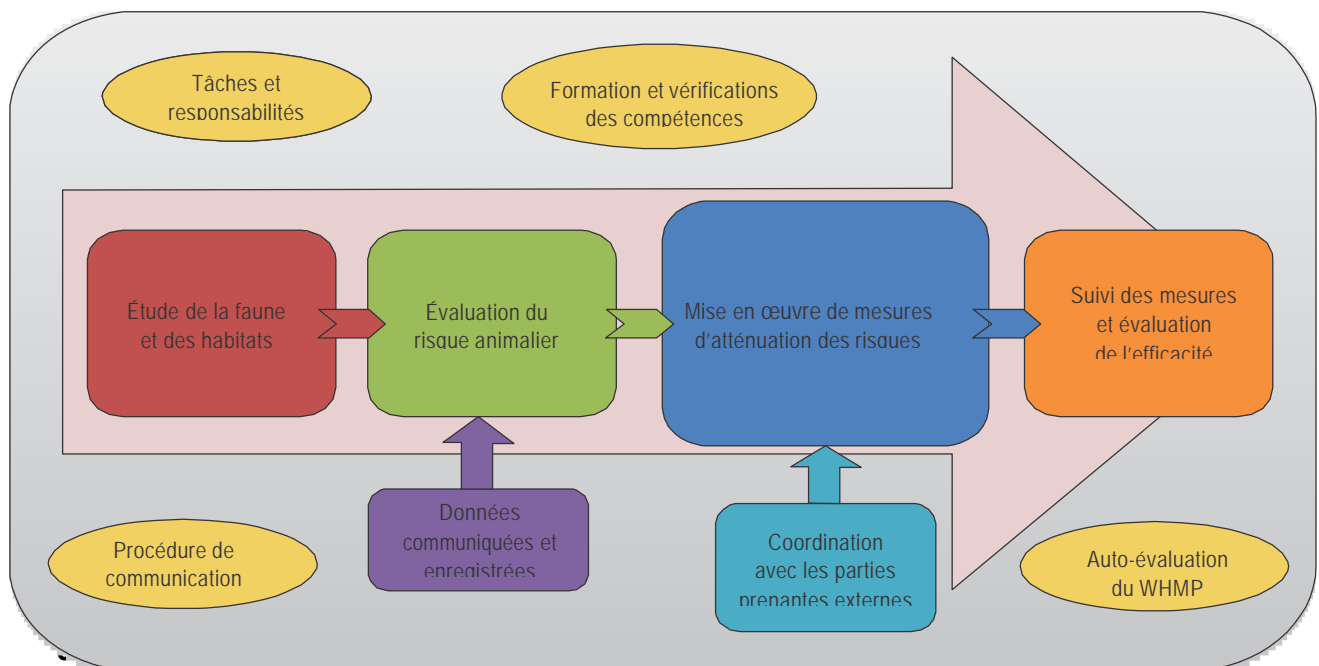 Tâches et
responsabilités
Formation et vérifications
des compétences
Étude de la faune
et des habitats
Évaluation du
risque animalier
Mise en œuvre de mesures
d'atténuation des risques
Suivi des mesures
et évaluation
de l'efficacité
Données
communiquées et
enregistrées
Coordination
avec les parties
prenantes externes
Procédure de
communication
Auto-évaluation
du WHMP